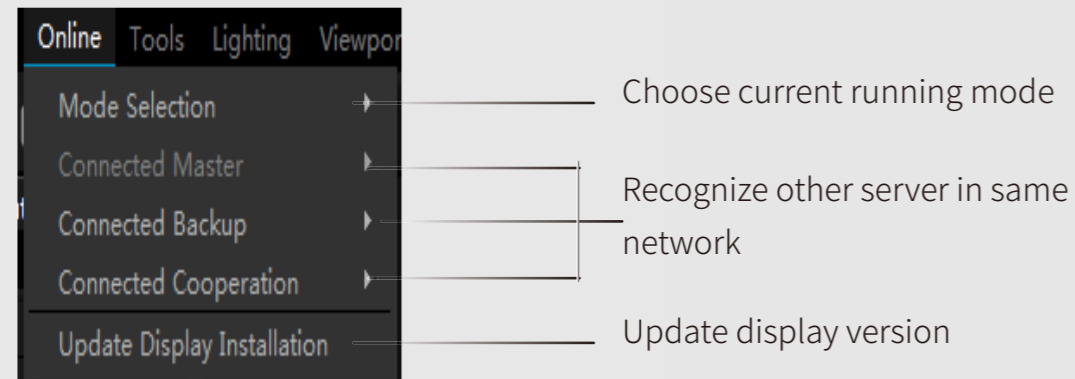 Online Tools Lighting Viewpor
Mode Selection
Choose current running mode
Connected Master
Connected Backup
Recognize other server in same
network
Connected Cooperation
Update Display Installation
Update display version